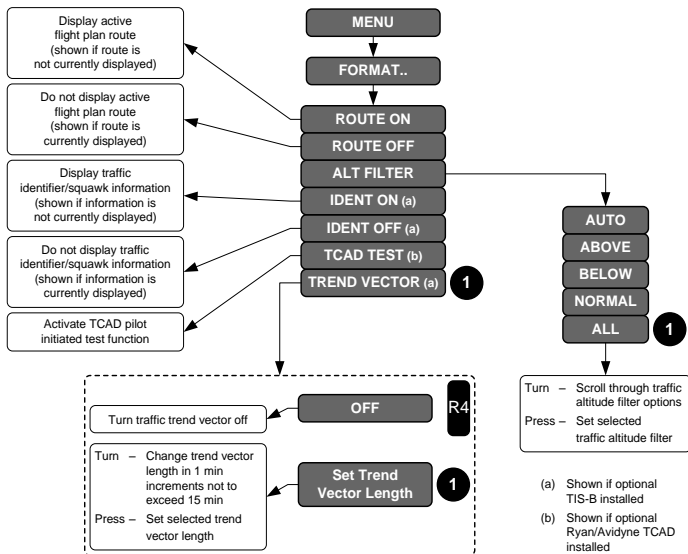 Display active
flight plan route
(shown if route is
not currently displayed)
Do not display active
flight plan route
(shown if route is
currently displayed)
Display traffic
identifier/squawk information
(shown if information is
not currently displayed)
Do not display traffic
identifier/squawk information
(shown if information is
currently displayed)
Activate TCAD pilot
initiated test function
MENU
FORMAT..
ROUTE ON
ROUTE OFF
ALT FILTER
IDENT ON (a)
IDENT OFF (a)
TCAD TEST (b)
TREND VECTOR (a) 1
AUTO
ABOVE
BELOW
NORMAL
ALL 1
Turn – Scroll through traffic
altitude filter options
Press – Set selected
traffic altitude filter
Turn traffic trend vector off
OFF
R4
Turn – Change trend vector
length in 1 min
increments not to
exceed 15 min
Press – Set selected trend
vector length
Set Trend
Vector Length 1
(a) Shown if optional
TIS-B installed
(b) Shown if optional
Ryan/Avidyne TCAD
installed